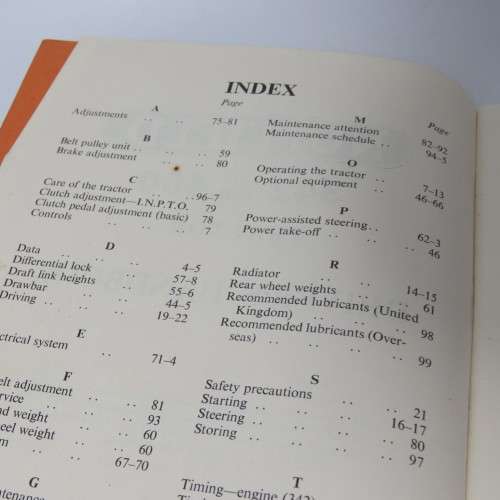 INDEX
Page
A
Adjustments .. .. 75–81
B
Belt pulley unit .. .. .. 59
Brake adjustment .. .. 80
C
Care of the tractor .. ..96–7
Clutch adjustment—I.N.P.T.O. 79
Clutch pedal adjustment (basic) 78
Controls .. .. .. 7
D
Data .. .. .. .. 4–5
Differential lock .. .. 57–8
Draft link heights .. .. 55–6
Drawbar .. .. .. 44–5
Driving .. .. .. 19–22
E
ctrical system
71–4
F
elt adjustment
rvice .. .. .. 81
nd weight .. .. 93
eel weight .. .. 60
m .. .. 60
67–70
G
ntenance
Page
M
Maintenance attention 82–92
Maintenance schedule .. .. 94–5
O
Operating the tractor .. .. 7–13
Optional equipment .. .. 46–66
P
Power-assisted steering.. .. 62–3
Power take-off .. .. .. 46
R
Radiator .. .. .. 14–15
Rear wheel weights .. .. 61
Recommended lubricants (United
Kingdom) .. .. .. 98
Recommended lubricants (Over-
seas) .. .. .. .. 99
S
Safety precautions .. .. 21
Starting .. .. .. .. 16–17
Steering .. .. .. .. 80
Storing .. .. .. .. 97
T
Timing—engine (342)